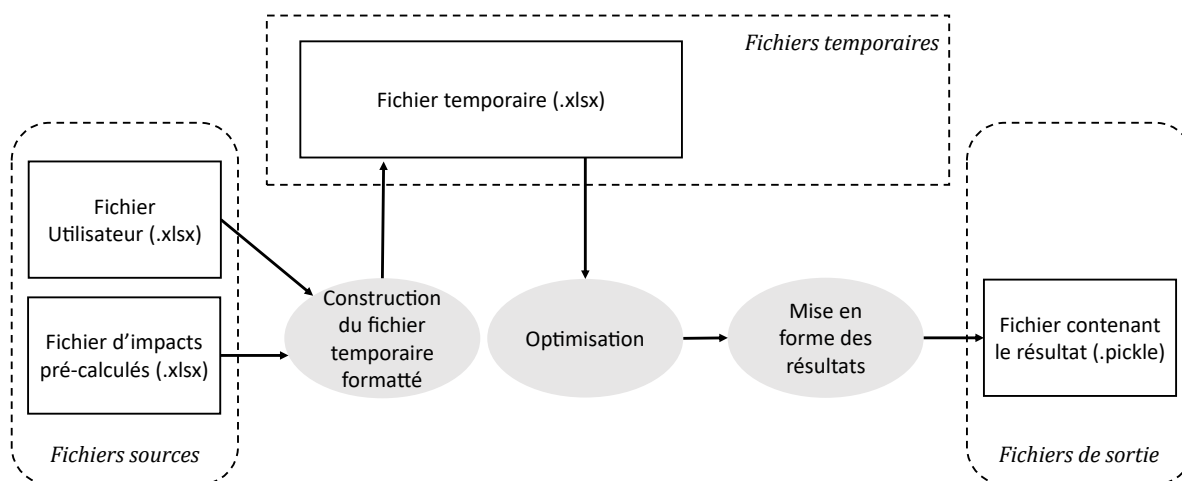 Fichiers temporaires
Fichier temporaire (.xlsx)
Fichier
Utilisateur (.xlsx)
Fichier d’impacts
pré-calculés (.xlsx)
Fichiers sources
Construction
du fichier
temporaire
formatté
Optimisation
Mise en
forme des
résultats
Fichier contenant
le résultat (.pickle)
Fichiers de sortie